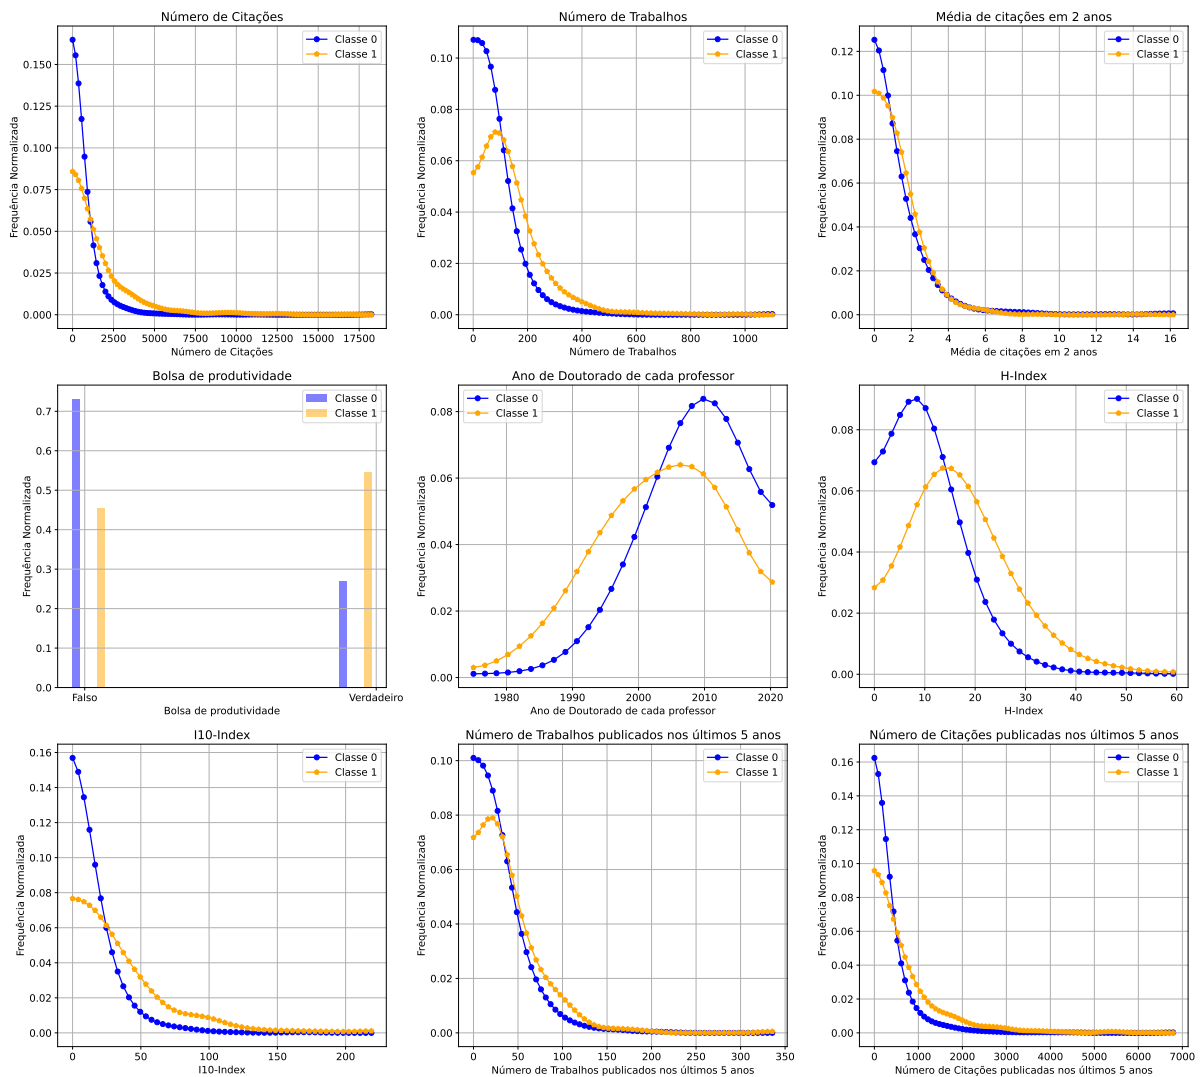 Número de Citações
Classe 0
Classe 1
0.150
0.125
0.100
0.075
0.050
0.025
0.000
Frequência Normalizada
0 2500 5000 7500 10000 12500 15000 17500
Número de Citações
Número de Trabalhos
Classe 0
Classe 1
0.10
0.08
0.06
0.04
0.02
0.00
Frequência Normalizada
0 200 400 600 800 1000
Número de Trabalhos
Média de citações em 2 anos
Classe 0
Classe 1
0.12
0.10
0.08
0.06
0.04
0.02
0.00
Frequência Normalizada
0 2 4 6 8 10 12 14 16
Média de citações em 2 anos
Bolsa de produtividade
Classe 0
Classe 1
0.7
0.6
0.5
0.4
0.3
0.2
0.1
0.0
Frequência Normalizada
Falso Verdadeiro
Bolsa de produtividade
Ano de Doutorado de cada professor
Classe 0
Classe 1
0.08
0.06
0.04
0.02
0.00
Frequência Normalizada
1980 1990 2000 2010 2020
Ano de Doutorado de cada professor
H-Index
Classe 0
Classe 1
0.08
0.06
0.04
0.02
0.00
Frequência Normalizada
0 10 20 30 40 50 60
H-Index
I10-Index
Classe 0
Classe 1
0.16
0.14
0.12
0.10
0.08
0.06
0.04
0.02
0.00
Frequência Normalizada
0 50 100 150 200
I10-Index
Número de Trabalhos publicados nos últimos 5 anos
Classe 0
Classe 1
0.10
0.08
0.06
0.04
0.02
0.00
Frequência Normalizada
0 50 100 150 200 250 300 350
Número de Trabalhos publicados nos últimos 5 anos
Número de Citações publicadas nos últimos 5 anos
Classe 0
Classe 1
0.16
0.14
0.12
0.10
0.08
0.06
0.04
0.02
0.00
Frequência Normalizada
0 1000 2000 3000 4000 5000 6000 7000
Número de Citações publicadas nos últimos 5 anos